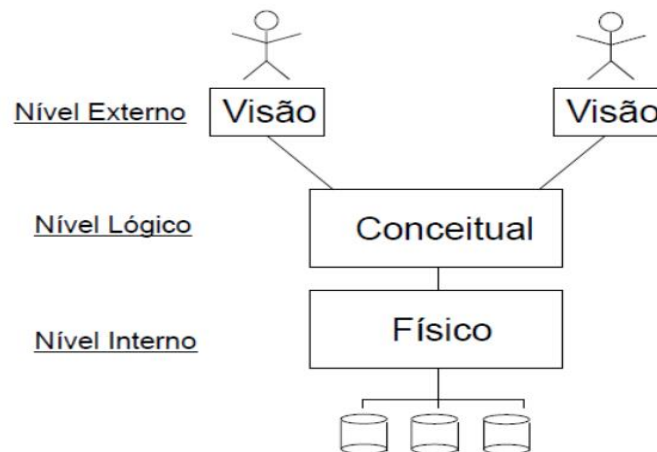 Nível Externo Visão Visão
Nível Lógico Conceitual
Nível Interno Físico